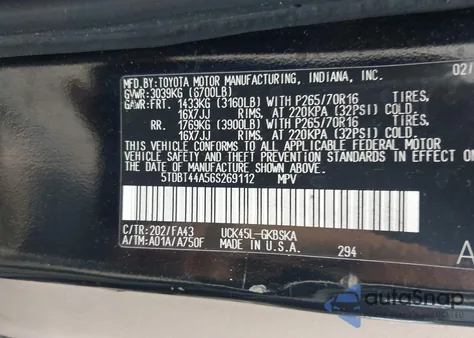 MFD.BY:TOYOTA MOTOR MANUFACTURING, INDIANA, INC. 02/
GVWR:3039KG (6700LB)
GAWR:FRT. 1433KG (3160LB) WITH P265/70R16 TIRES,
16X7JJ RIMS, AT 220KPA (32PSI) COLD.
RR. 1769KG (3900LB) WITH P265/70R16 TIRES,
16X7JJ RIMS, AT 220KPA (32PSI) COLD.
THIS VEHICLE CONFORMS TO ALL APPLICABLE FEDERAL MOTOR
VEHICLE SAFETY AND BUMPER STANDARDS IN EFFECT ON
THE DATE OF MANUFACTURE SHOWN ABOVE.
5TDBT44A56S269112 MPV
C/TR:202/FA43 UCK45L-GKBSKA
A/TM:A01A/A750F MADE IN U.S.A. 294 A
autoSnap